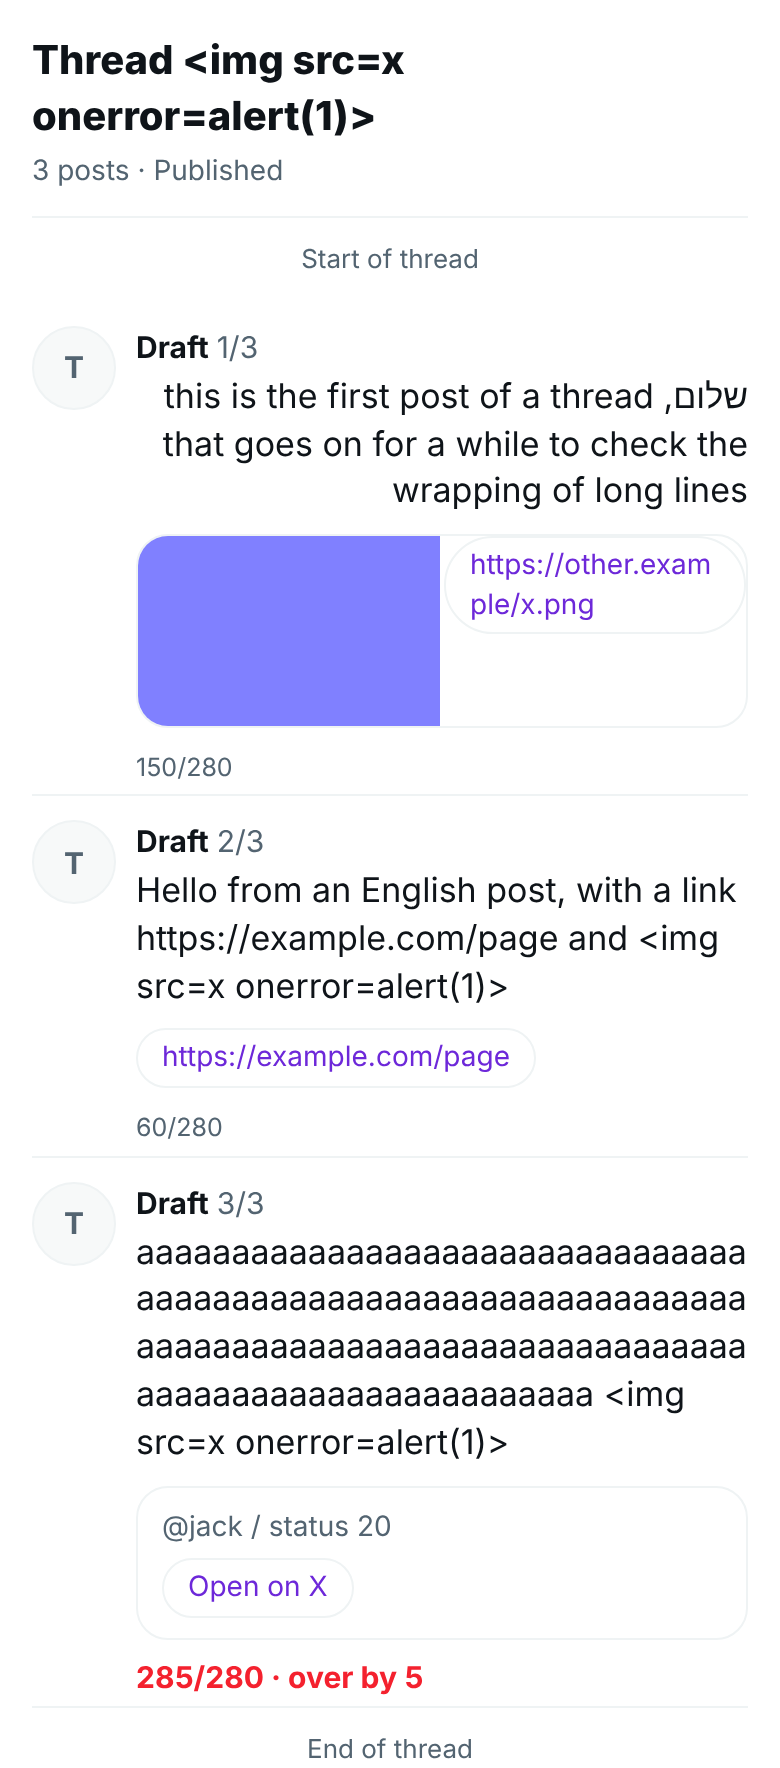 Thread <img src=x
onerror=alert(1)>
3 posts · Published
Start of thread
T
Draft 1/3
שלום, this is the first post of a thread
that goes on for a while to check the
wrapping of long lines
https://other.exam
ple/x.png
150/280
T
Draft 2/3
Hello from an English post, with a link
https://example.com/page and <img
src=x onerror=alert(1)>
https://example.com/page
60/280
T
Draft 3/3
aaaaaaaaaaaaaaaaaaaaaaaaaaaaaaaa
aaaaaaaaaaaaaaaaaaaaaaaaaaaaaaaa
aaaaaaaaaaaaaaaaaaaaaaaaaaaaaaaa
aaaaaaaaaaaaaaaaaaaaaaaa <img
src=x onerror=alert(1)>
@jack / status 20
Open on X
285/280 · over by 5
End of thread